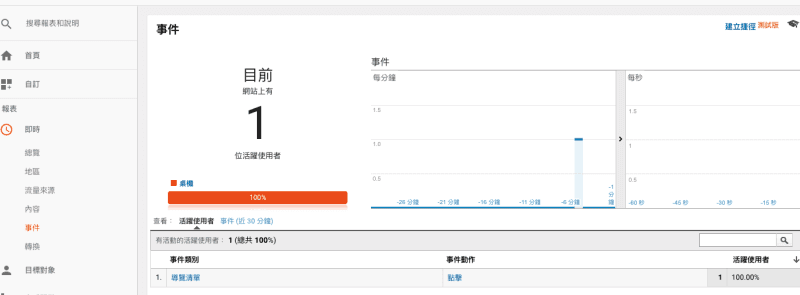 搜尋報表和說明
首頁
自訂
報表
即時
總覽
地區
流量來源
內容
事件
轉換
目標對象
事件
建立捷徑 測試版
目前
網站上有
1
位活躍使用者
桌機
100%
事件
每分鐘
1.5
1.0
0.5
-26 分鐘
-21 分鐘
-16 分鐘
-11 分鐘
-6 分鐘
-1
分
鐘
每秒
1.0
1
0.5
-60 秒
-45 秒
-30 秒
-15 秒
查看： 活躍使用者 事件 (近 30 分鐘)
有活動的活躍使用者： 1 (總共 100%)
事件類別 事件動作 活躍使用者
1. 導覽清單 點擊 1 100.00%